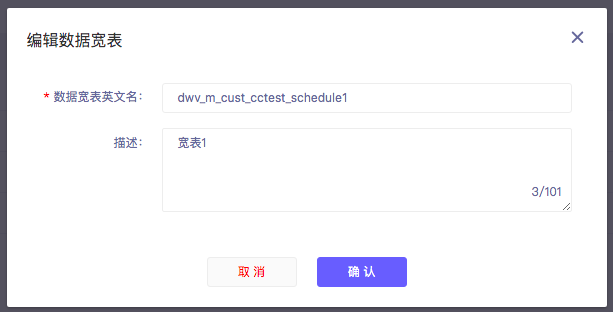 编辑数据宽表
* 数据宽表英文名：
dwv_m_cust_cctest_schedule1
描述：
宽表1
3/101
取 消
确 认